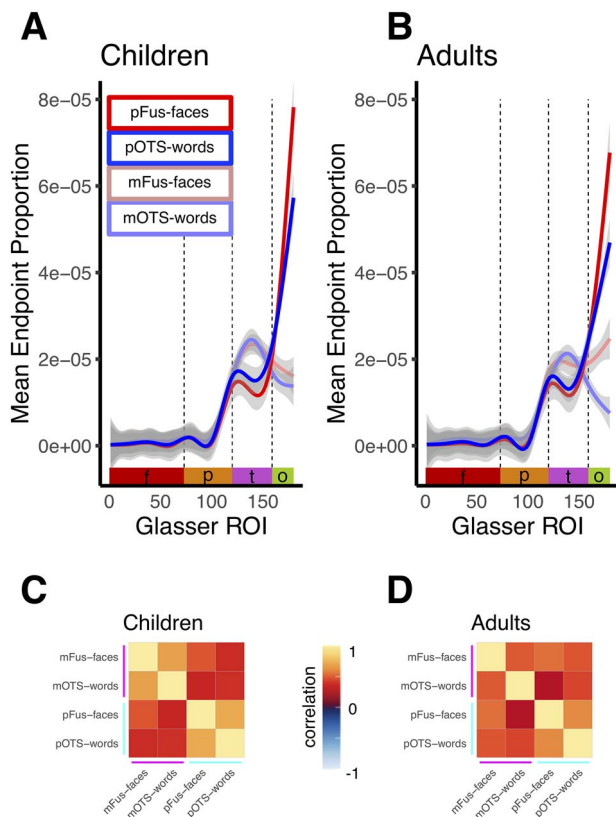 A
Children
B
Adults
Mean Endpoint Proportion
8e-05
6e-05
4e-05
2e-05
0e+00
pFus-faces
pOTS-words
mFus-faces
mOTS-words
f
p
t
o
0
50
100
150
Glasser ROI
Mean Endpoint Proportion
8e-05
6e-05
4e-05
2e-05
0e+00
f
p
t
o
0
50
100
150
Glasser ROI
C
Children
mFus-faces
mOTS-words
pFus-faces
pOTS-words
mFus-faces
mOTS-words
pFus-faces
pOTS-words
correlation
1
0
-1
D
Adults
mFus-faces
mOTS-words
pFus-faces
pOTS-words
mFus-faces
mOTS-words
pFus-faces
pOTS-words